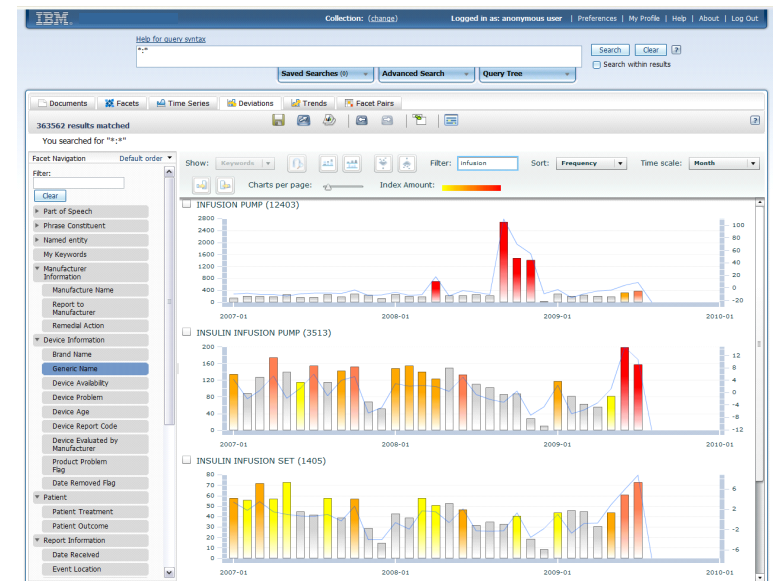 IBM
Collection: (change) Logged in as: anonymous user | Preferences | My Profile | Help | About | Log Out
Help for query syntax
*:*
Search Clear ?
Search within results
Saved Searches (0) Advanced Search Query Tree
Documents Facets Time Series Deviations Trends Facet Pairs
363562 results matched
?
You searched for "*:*"
Facet Navigation Default order
Filter:
Clear
Part of Speech
Phrase Constituent
Named entity
My Keywords
Manufacturer
Information
Manufacture Name
Report to
Manufacturer
Remedial Action
Device Information
Brand Name
Generic Name
Device Availability
Device Problem
Device Age
Device Report Code
Device Evaluated by
Manufacturer
Product Problem
Flag
Date Removed Flag
Patient
Patient Treatment
Patient Outcome
Report Information
Date Received
Event Location
Show: Keywords Filter: infusion Sort: Frequency Time scale: Month
Charts per page: Index Amount:
INFUSION PUMP (12403)
2800
2400
2000
1600
1200
800
400
0
100
80
60
40
20
0
-20
2007-01 2008-01 2009-01 2010-01
INSULIN INFUSION PUMP (3513)
200
160
120
80
40
0
12
8
4
0
-4
-8
-12
2007-01 2008-01 2009-01 2010-01
INSULIN INFUSION SET (1405)
80
70
60
50
40
30
20
10
0
6
2
-2
-6
2007-01 2008-01 2009-01 2010-01